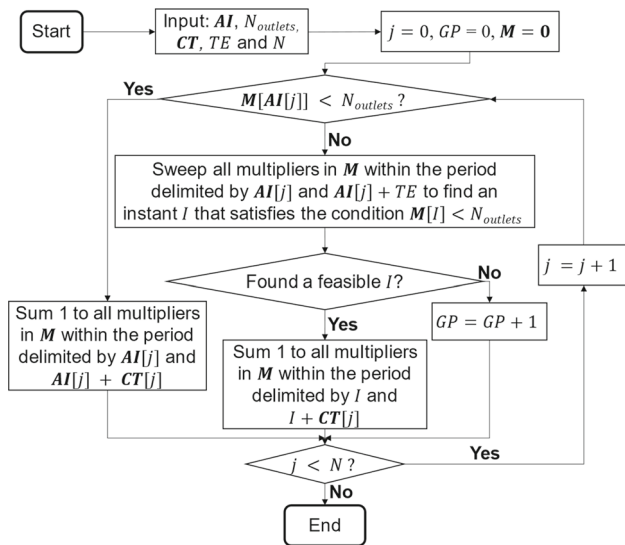 Start
Input: AI, N_outlets,
CT, TE and N
j = 0, GP = 0, M = 0
Yes
M[AI[j]] < N_outlets ?
No
Sweep all multipliers in M within the period
delimited by AI[j] and AI[j] + TE to find an
instant I that satisfies the condition M[I] < N_outlets
j = j + 1
Found a feasible I?
No
Sum 1 to all multipliers
in M within the period
delimited by AI[j] and
AI[j] + CT[j]
Yes
GP = GP + 1
Sum 1 to all multipliers
in M within the period
delimited by I and
I + CT[j]
j < N ?
Yes
No
End